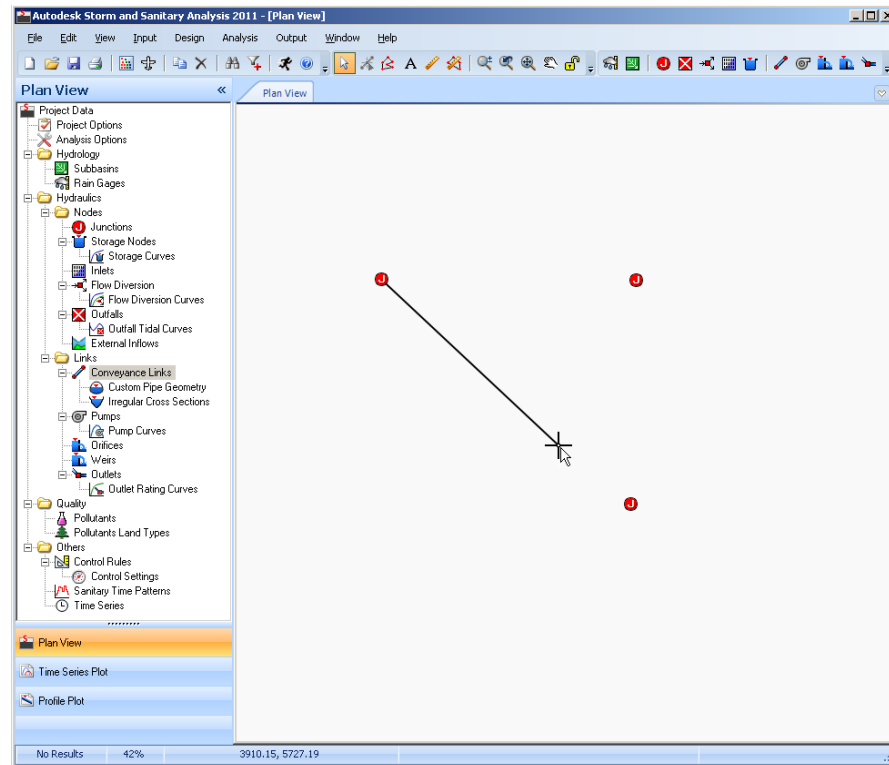 Autodesk Storm and Sanitary Analysis 2011 - [Plan View]
File Edit View Input Design Analysis Output Window Help
Plan View «
Plan View
Project Data
Project Options
Analysis Options
Hydrology
Subbasins
Rain Gages
Hydraulics
Nodes
Junctions
Storage Nodes
Storage Curves
Inlets
Flow Diversion
Flow Diversion Curves
Outfalls
Outfall Tidal Curves
External Inflows
Links
Conveyance Links
Custom Pipe Geometry
Irregular Cross Sections
Pumps
Pump Curves
Orifices
Weirs
Outlets
Outlet Rating Curves
Quality
Pollutants
Pollutants Land Types
Others
Control Rules
Control Settings
Sanitary Time Patterns
Time Series
J
J
J
Plan View
Time Series Plot
Profile Plot
No Results 42% 3910.15, 5727.19